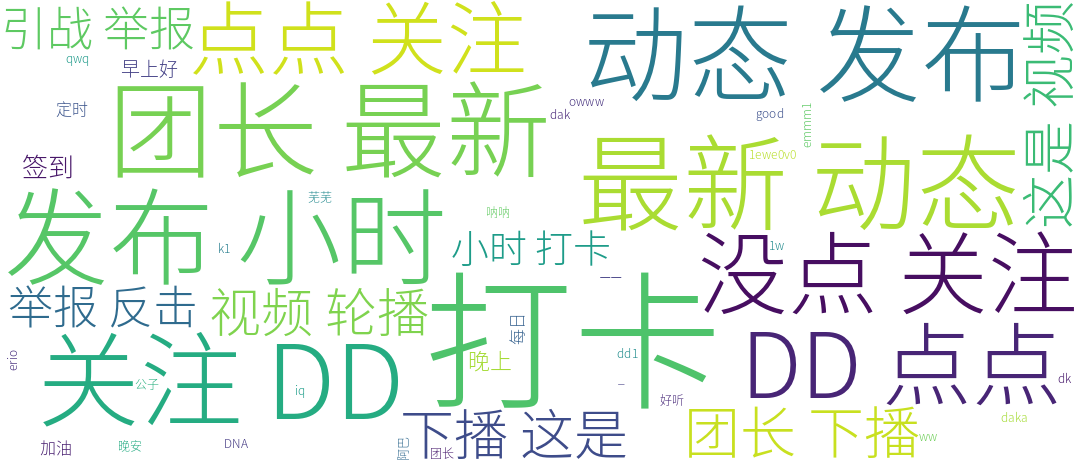 引战 举报
点点 关注
动态 发布
视频
qwq
早上好
团长 最新
定时
dak
owww
good
emmm1
签到
最新 动态
1ewe0v0
这是
发布 小时
芜芜
呐呐
k1
小时 打卡
没点 关注
1w
举报 反击
视频 轮播
打卡
——
每日
关注 DD
晚上
dd1
DD 点点
erio
公子
iq
_
好听
dk
下播 这是
团长 下播
daka
ww
加油
晚安
DNA
阿巴
团长